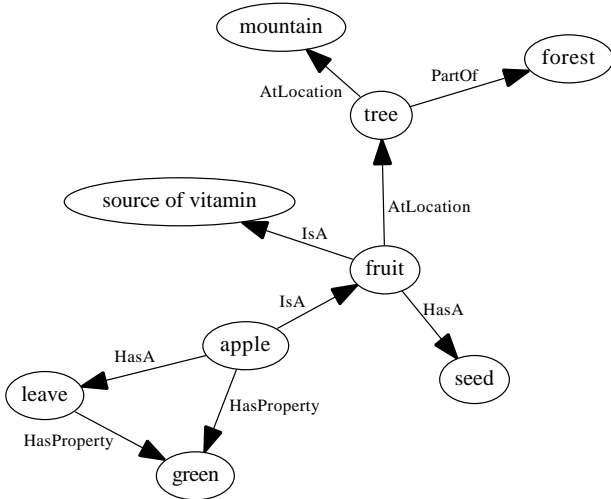 mountain
forest
PartOf
AtLocation
tree
source of vitamin
AtLocation
IsA
fruit
IsA
HasA
apple
HasA
seed
leave
HasProperty
HasProperty
green